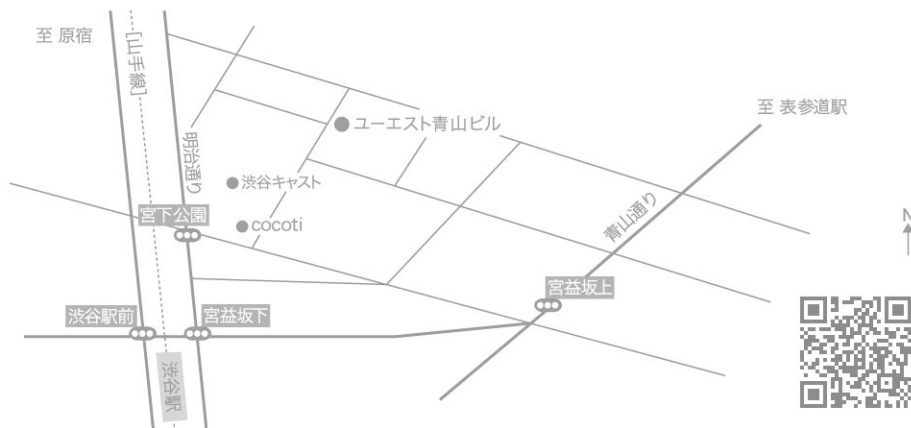 至 原宿
[山手線]
明治通り
ユーエスト青山ビル
至 表参道駅
渋谷キャスト
宮下公園
cocoti
青山通り
N
宮益坂上
渋谷駅前
宮益坂下
渋谷駅